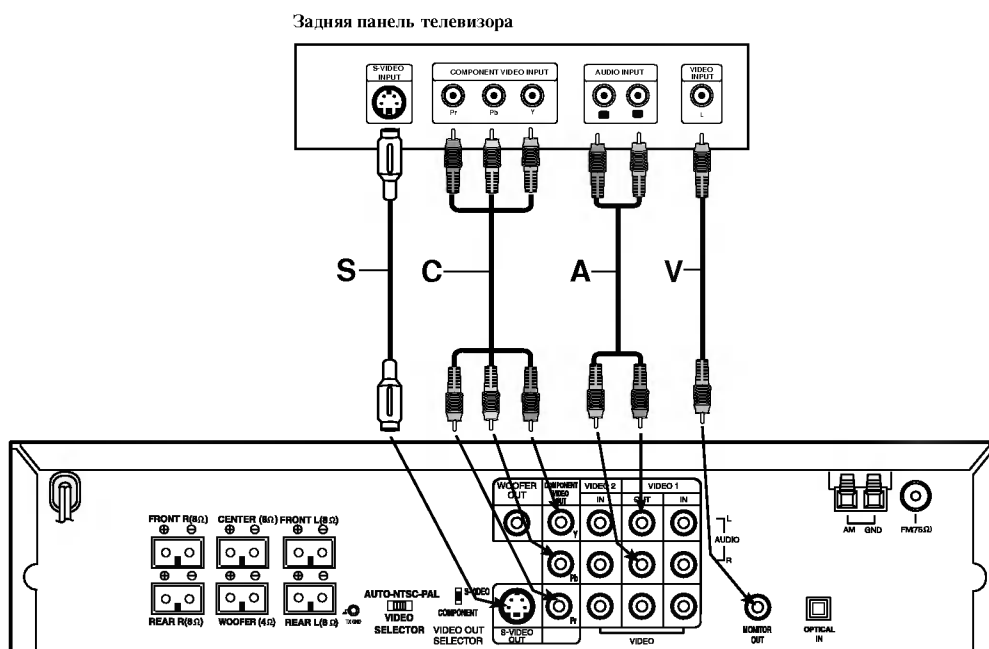 Задняя панель телевизора
S-VIDEO
INPUT
COMPONENT VIDEO INPUT
Pr
Pb
Y
AUDIO INPUT
VIDEO
INPUT
L
S
C
A
V
WOOFER
OUT
COMPONENT
VIDEO
OUT
VIDEO 2
VIDEO 1
IN
OUT
IN
Y
Pb
Pr
L
AUDIO
R
AM
GND
FM(75Ω)
FRONT R(8Ω)
CENTER (8Ω)
FRONT L(8Ω)
⊕ ⊖
⊕ ⊖
⊕ ⊖
⊕ ⊖
⊕ ⊖
⊕ ⊖
REAR R(8Ω)
WOOFER (4Ω)
REAR L(8Ω)
AUTO-NTSC-PAL
VIDEO
SELECTOR
S-VIDEO
COMPONENT
VIDEO OUT
SELECTOR
S-VIDEO
OUT
VIDEO
MONITOR
OUT
OPTICAL
IN